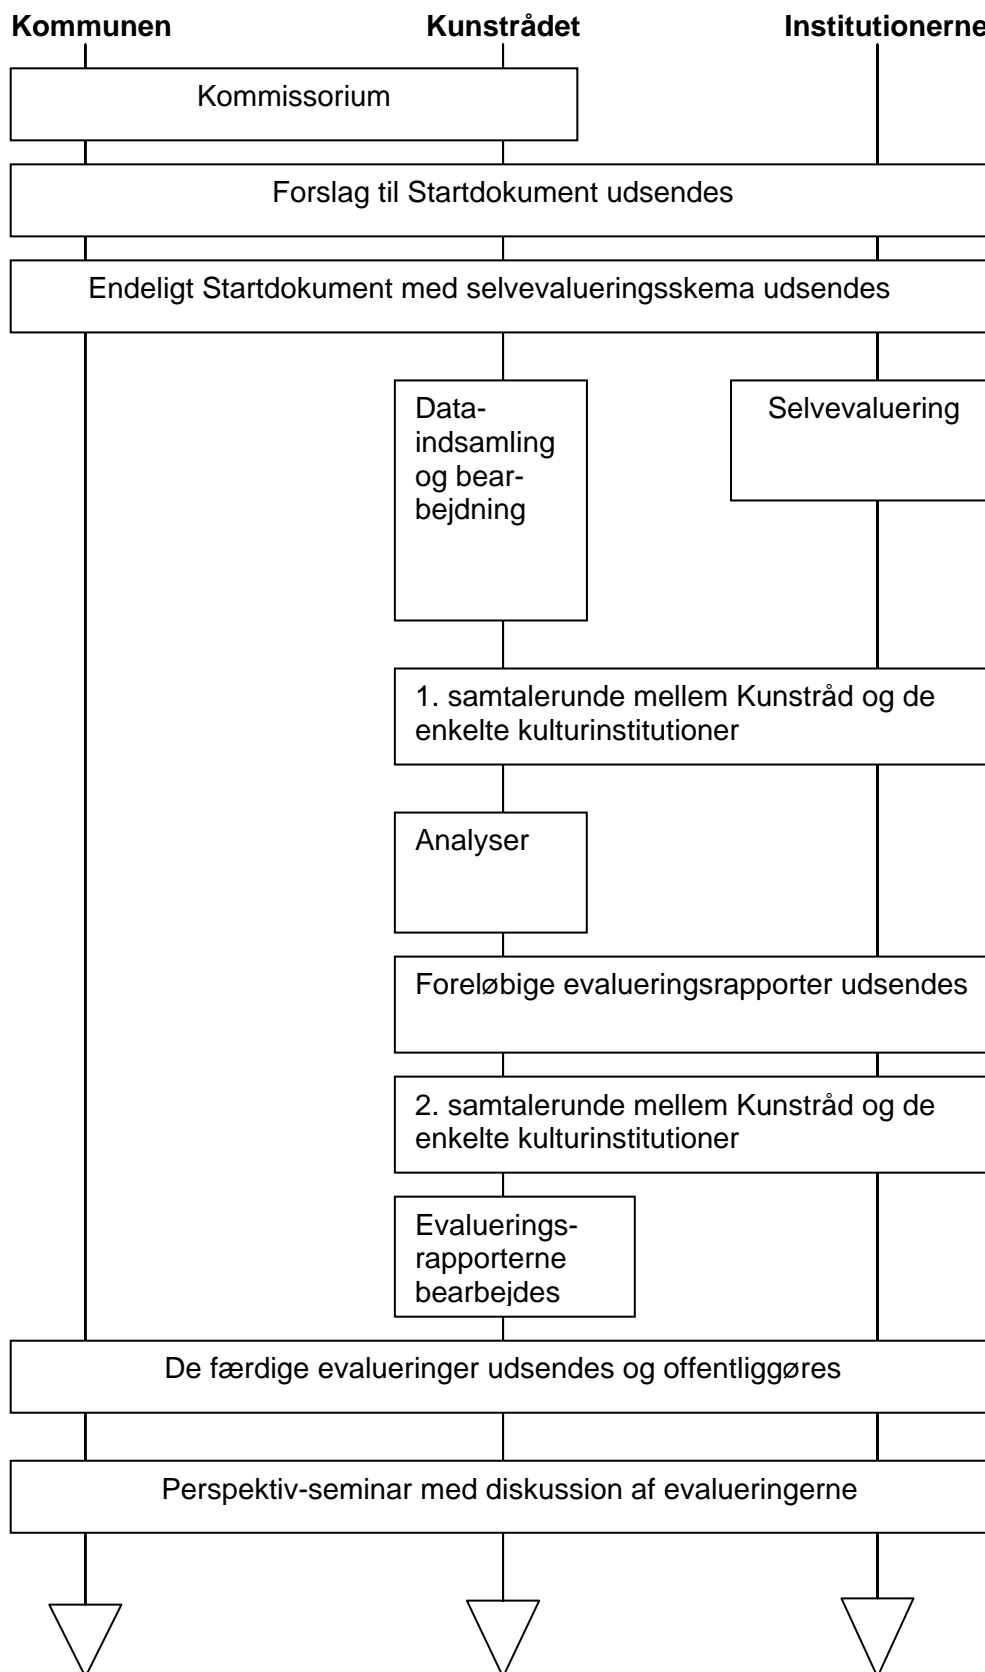 Kommunen
Kunstrådet
Institutionerne
Kommissorium
Forslag til Startdokument udsendes
Endeligt Startdokument med selvevalueringsskema udsendes
Data-
indsamling
og bear-
bejdning
Selvevaluering
1. samtalerunde mellem Kunstråd og de
enkelte kulturinstitutioner
Analyser
Foreløbige evalueringsrapporter udsendes
2. samtalerunde mellem Kunstråd og de
enkelte kulturinstitutioner
Evaluerings-
rapporterne
bearbejdes
De færdige evalueringer udsendes og offentliggøres
Perspektiv-seminar med diskussion af evalueringerne